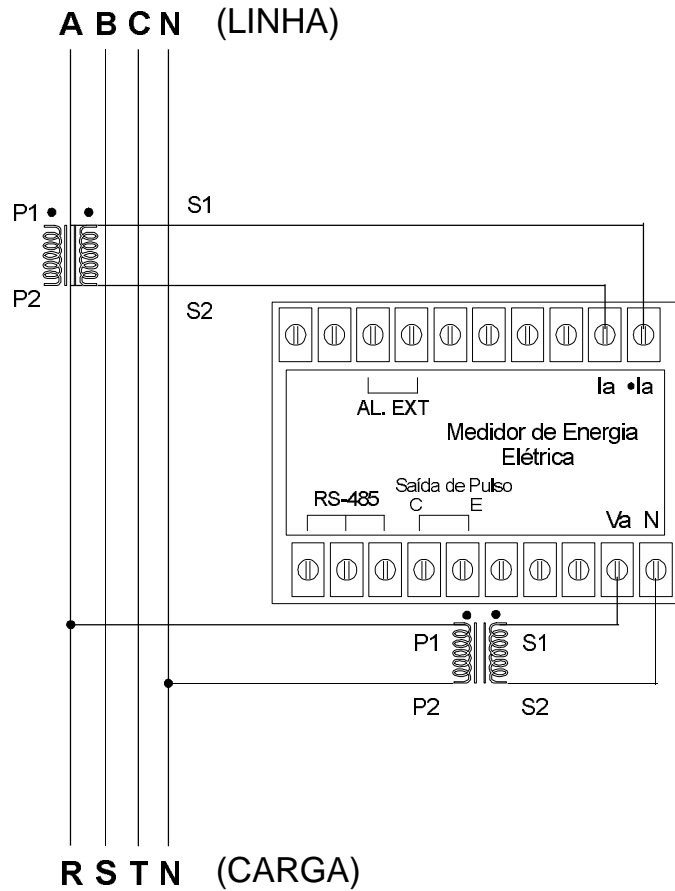 A B C N (LINHA)
P1
S1
P2
S2
Ia •Ia
AL. EXT
Medidor de Energia
Elétrica
Saída de Pulso
RS-485
C E
Va N
P1 S1
P2 S2
R S T N (CARGA)